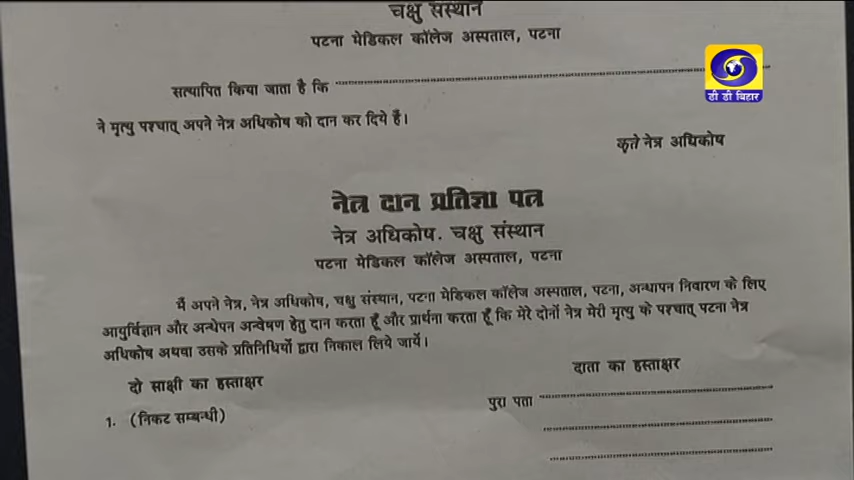 चक्षु संस्थान
पटना मेडिकल कॉलेज अस्पताल, पटना
सत्यापित किया जाता है कि
डी डी बिहार
ने मृत्यु पश्चात् अपने नेत्र अधिकोष को दान कर दिये हैं।
कृते नेत्र अधिकोष
नेत्र दान प्रतिज्ञा पत्र
नेत्र अधिकोष. चक्षु संस्थान
पटना मेडिकल कॉलेज अस्पताल, पटना
मैं अपने नेत्र, नेत्र अधिकोष, चक्षु संस्थान, पटना मेडिकल कॉलेज अस्पताल, पटना, अन्धापन निवारण के लिए
आयुर्विज्ञान और अन्धेपन अन्वेषण हेतु दान करता हूँ और प्रार्थना करता हूँ कि मेरे दोनों नेत्र मेरी मृत्यु के पश्चात् पटना नेत्र
अधिकोष अथवा उसके प्रतिनिधियों द्वारा निकाल लिये जायें।
दो साक्षी का हस्ताक्षर
दाता का हस्ताक्षर
1. (निकट सम्बन्धी)
पुरा पता